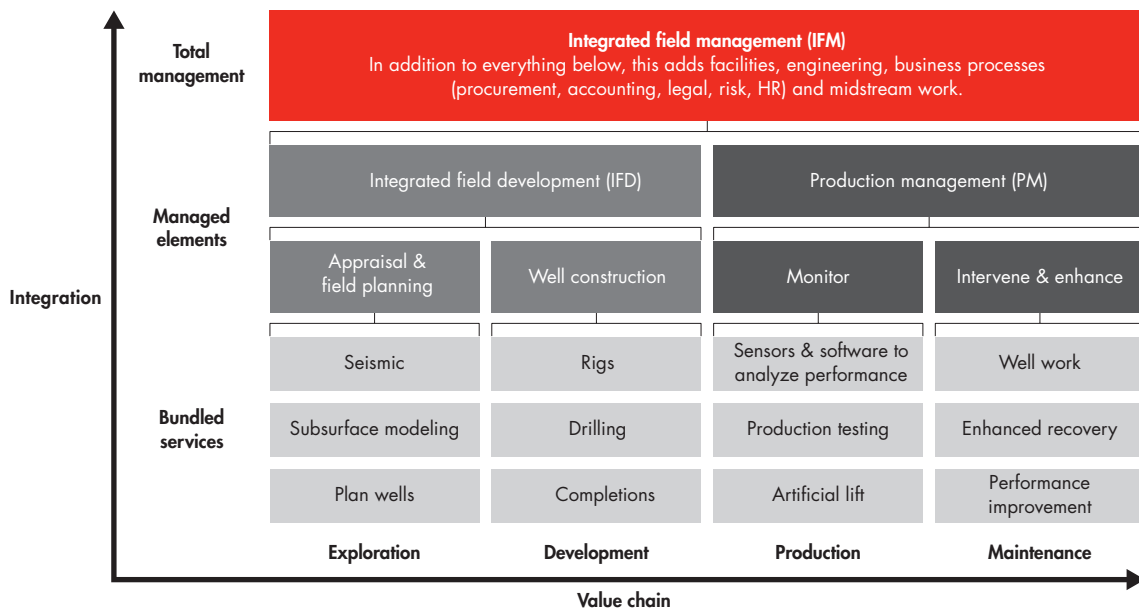 Total
management
Integrated field management (IFM)
In addition to everything below, this adds facilities, engineering, business processes
(procurement, accounting, legal, risk, HR) and midstream work.
Integrated field development (IFD)
Production management (PM)
Managed
elements
Appraisal &
field planning
Well construction
Monitor
Intervene & enhance
Integration
Seismic
Rigs
Sensors & software to
analyze performance
Well work
Bundled
services
Subsurface modeling
Drilling
Production testing
Enhanced recovery
Plan wells
Completions
Artificial lift
Performance
improvement
Exploration
Development
Production
Maintenance
Value chain